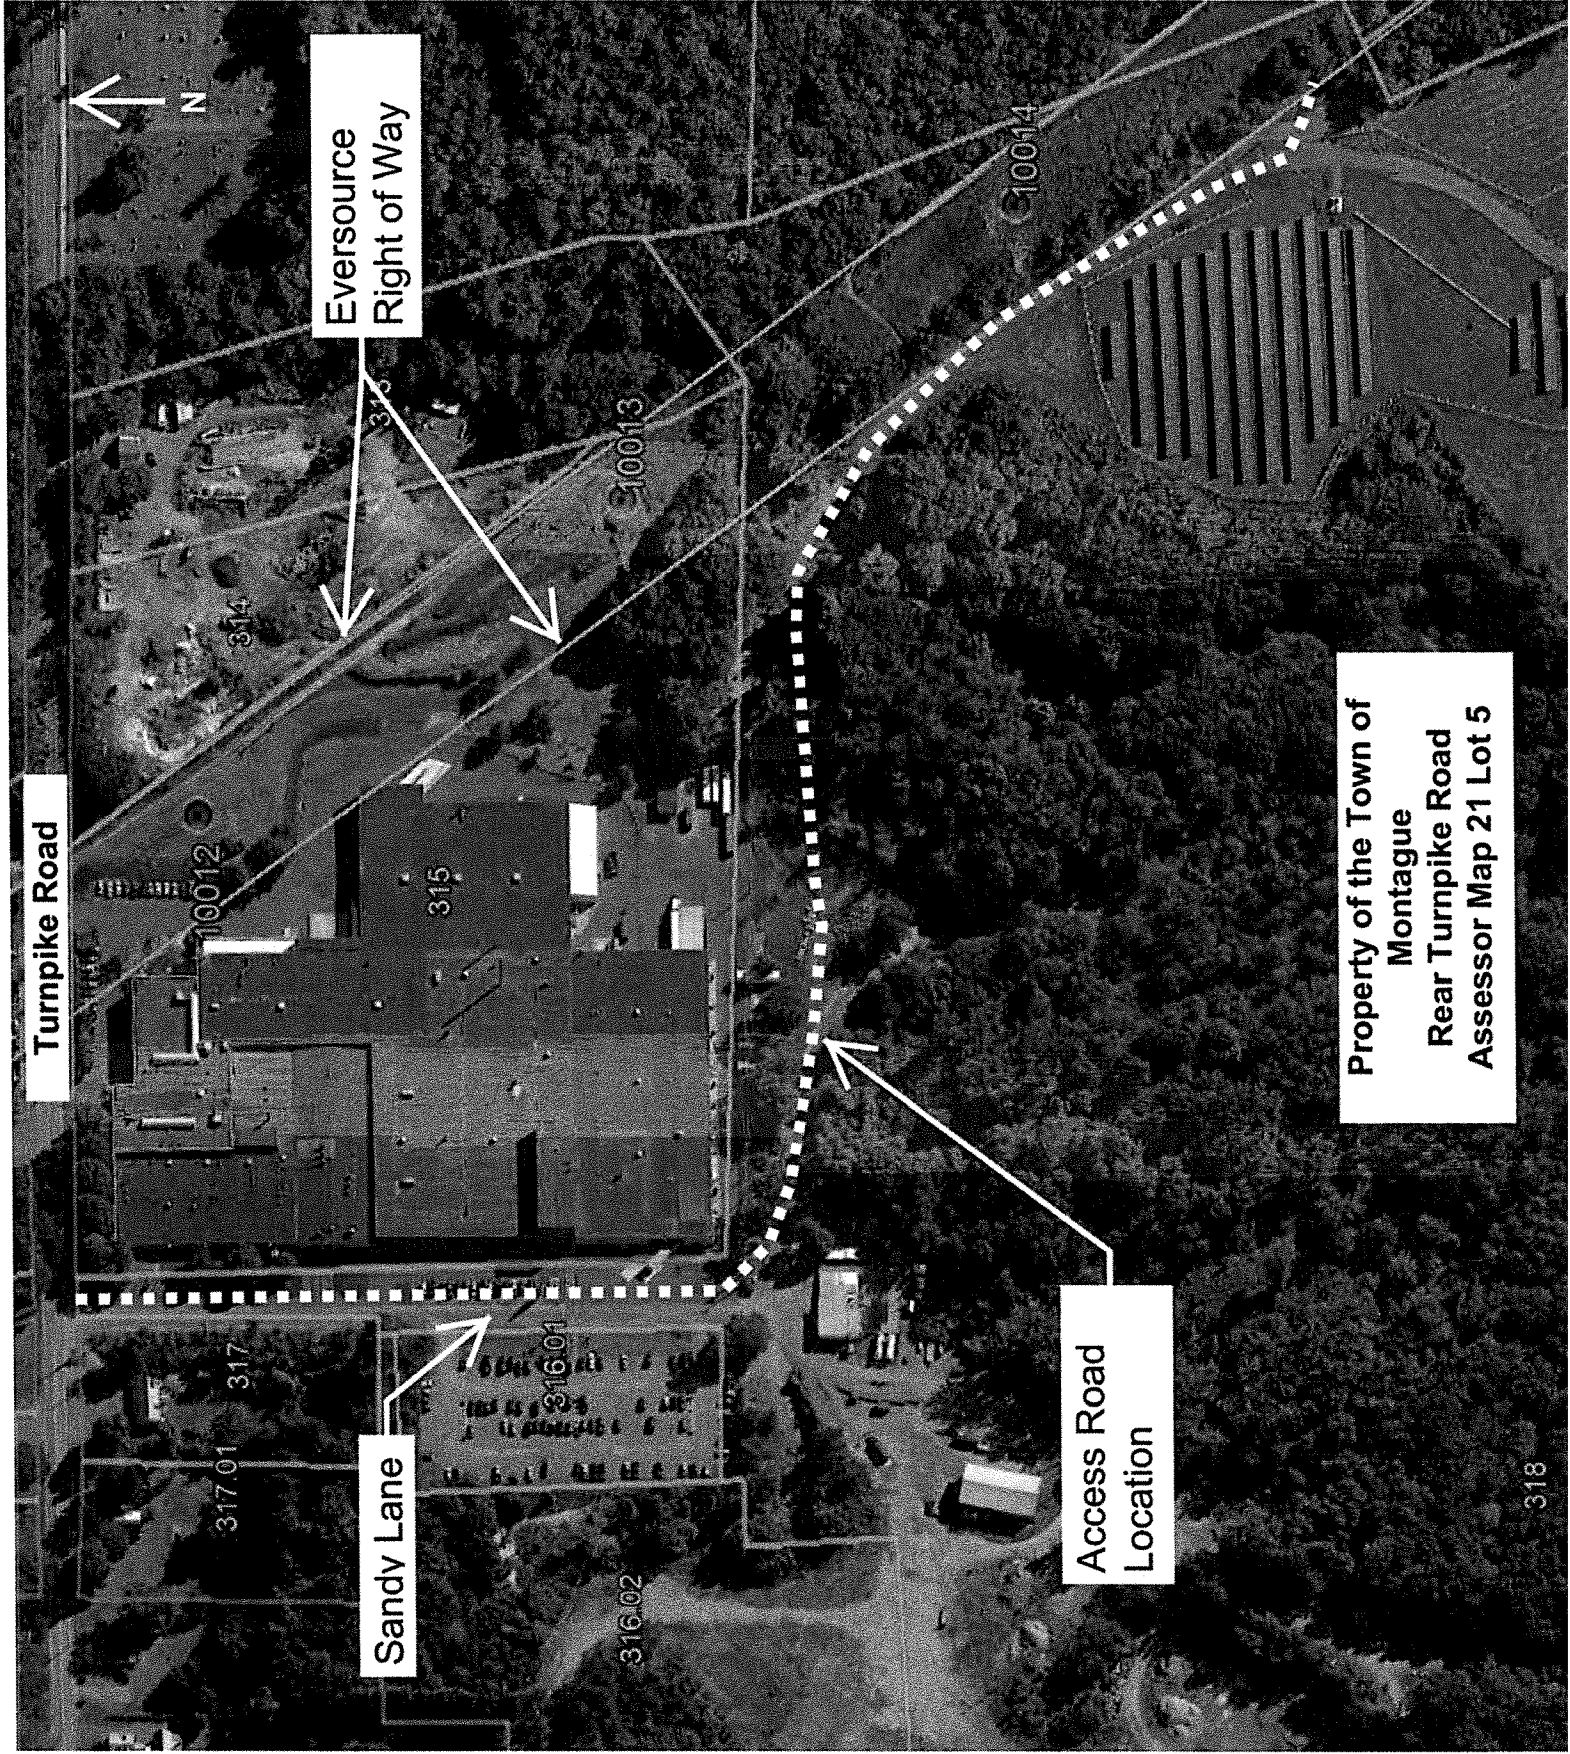 Turnpike Road
N
Eversource
Right of Way
313
314
10013
10014
10012
315
317
317.01
316.01
316.02
Sandy Lane
Access Road
Location
318
Property of the Town of
Montague
Rear Turnpike Road
Assessor Map 21 Lot 5